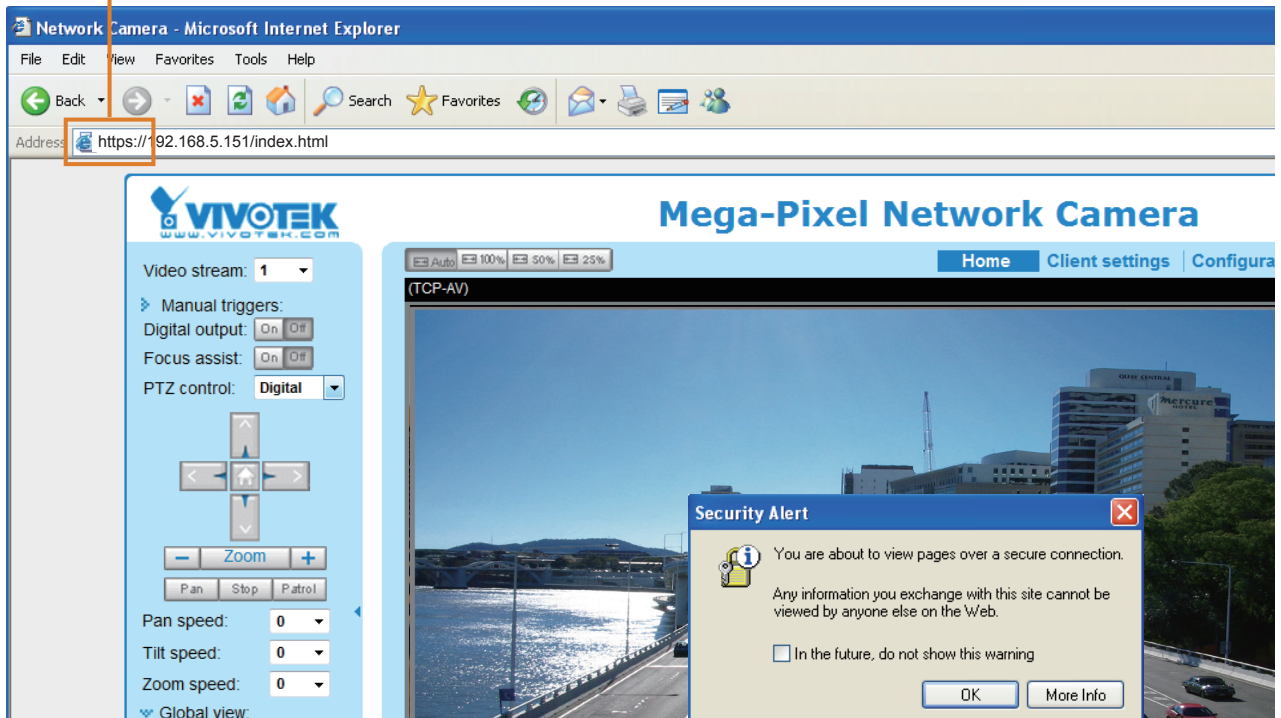 Network Camera - Microsoft Internet Explorer
File Edit View Favorites Tools Help
Back Search Favorites
Address https://192.168.5.151/index.html
VIVOTEK
www.vivotek.com
Mega-Pixel Network Camera
Auto 100% 50% 25%
Home Client settings Configura
(TCP-AV)
Video stream: 1
Manual triggers:
Digital output: On Off
Focus assist: On Off
PTZ control: Digital
- Zoom +
Pan Stop Patrol
Pan speed: 0
Tilt speed: 0
Zoom speed: 0
Global view:
QUAY CENTRAL
Mercure
HOTEL
Security Alert
You are about to view pages over a secure connection.
Any information you exchange with this site cannot be
viewed by anyone else on the Web.
In the future, do not show this warning
OK More Info